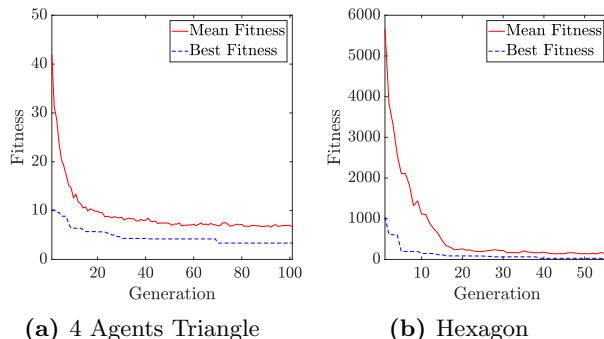 50
40
30
20
10
0
Fitness
Mean Fitness
Best Fitness
20 40 60 80 100
Generation
(a) 4 Agents Triangle
6000
5000
4000
3000
2000
1000
0
Fitness
Mean Fitness
Best Fitness
10 20 30 40 50
Generation
(b) Hexagon